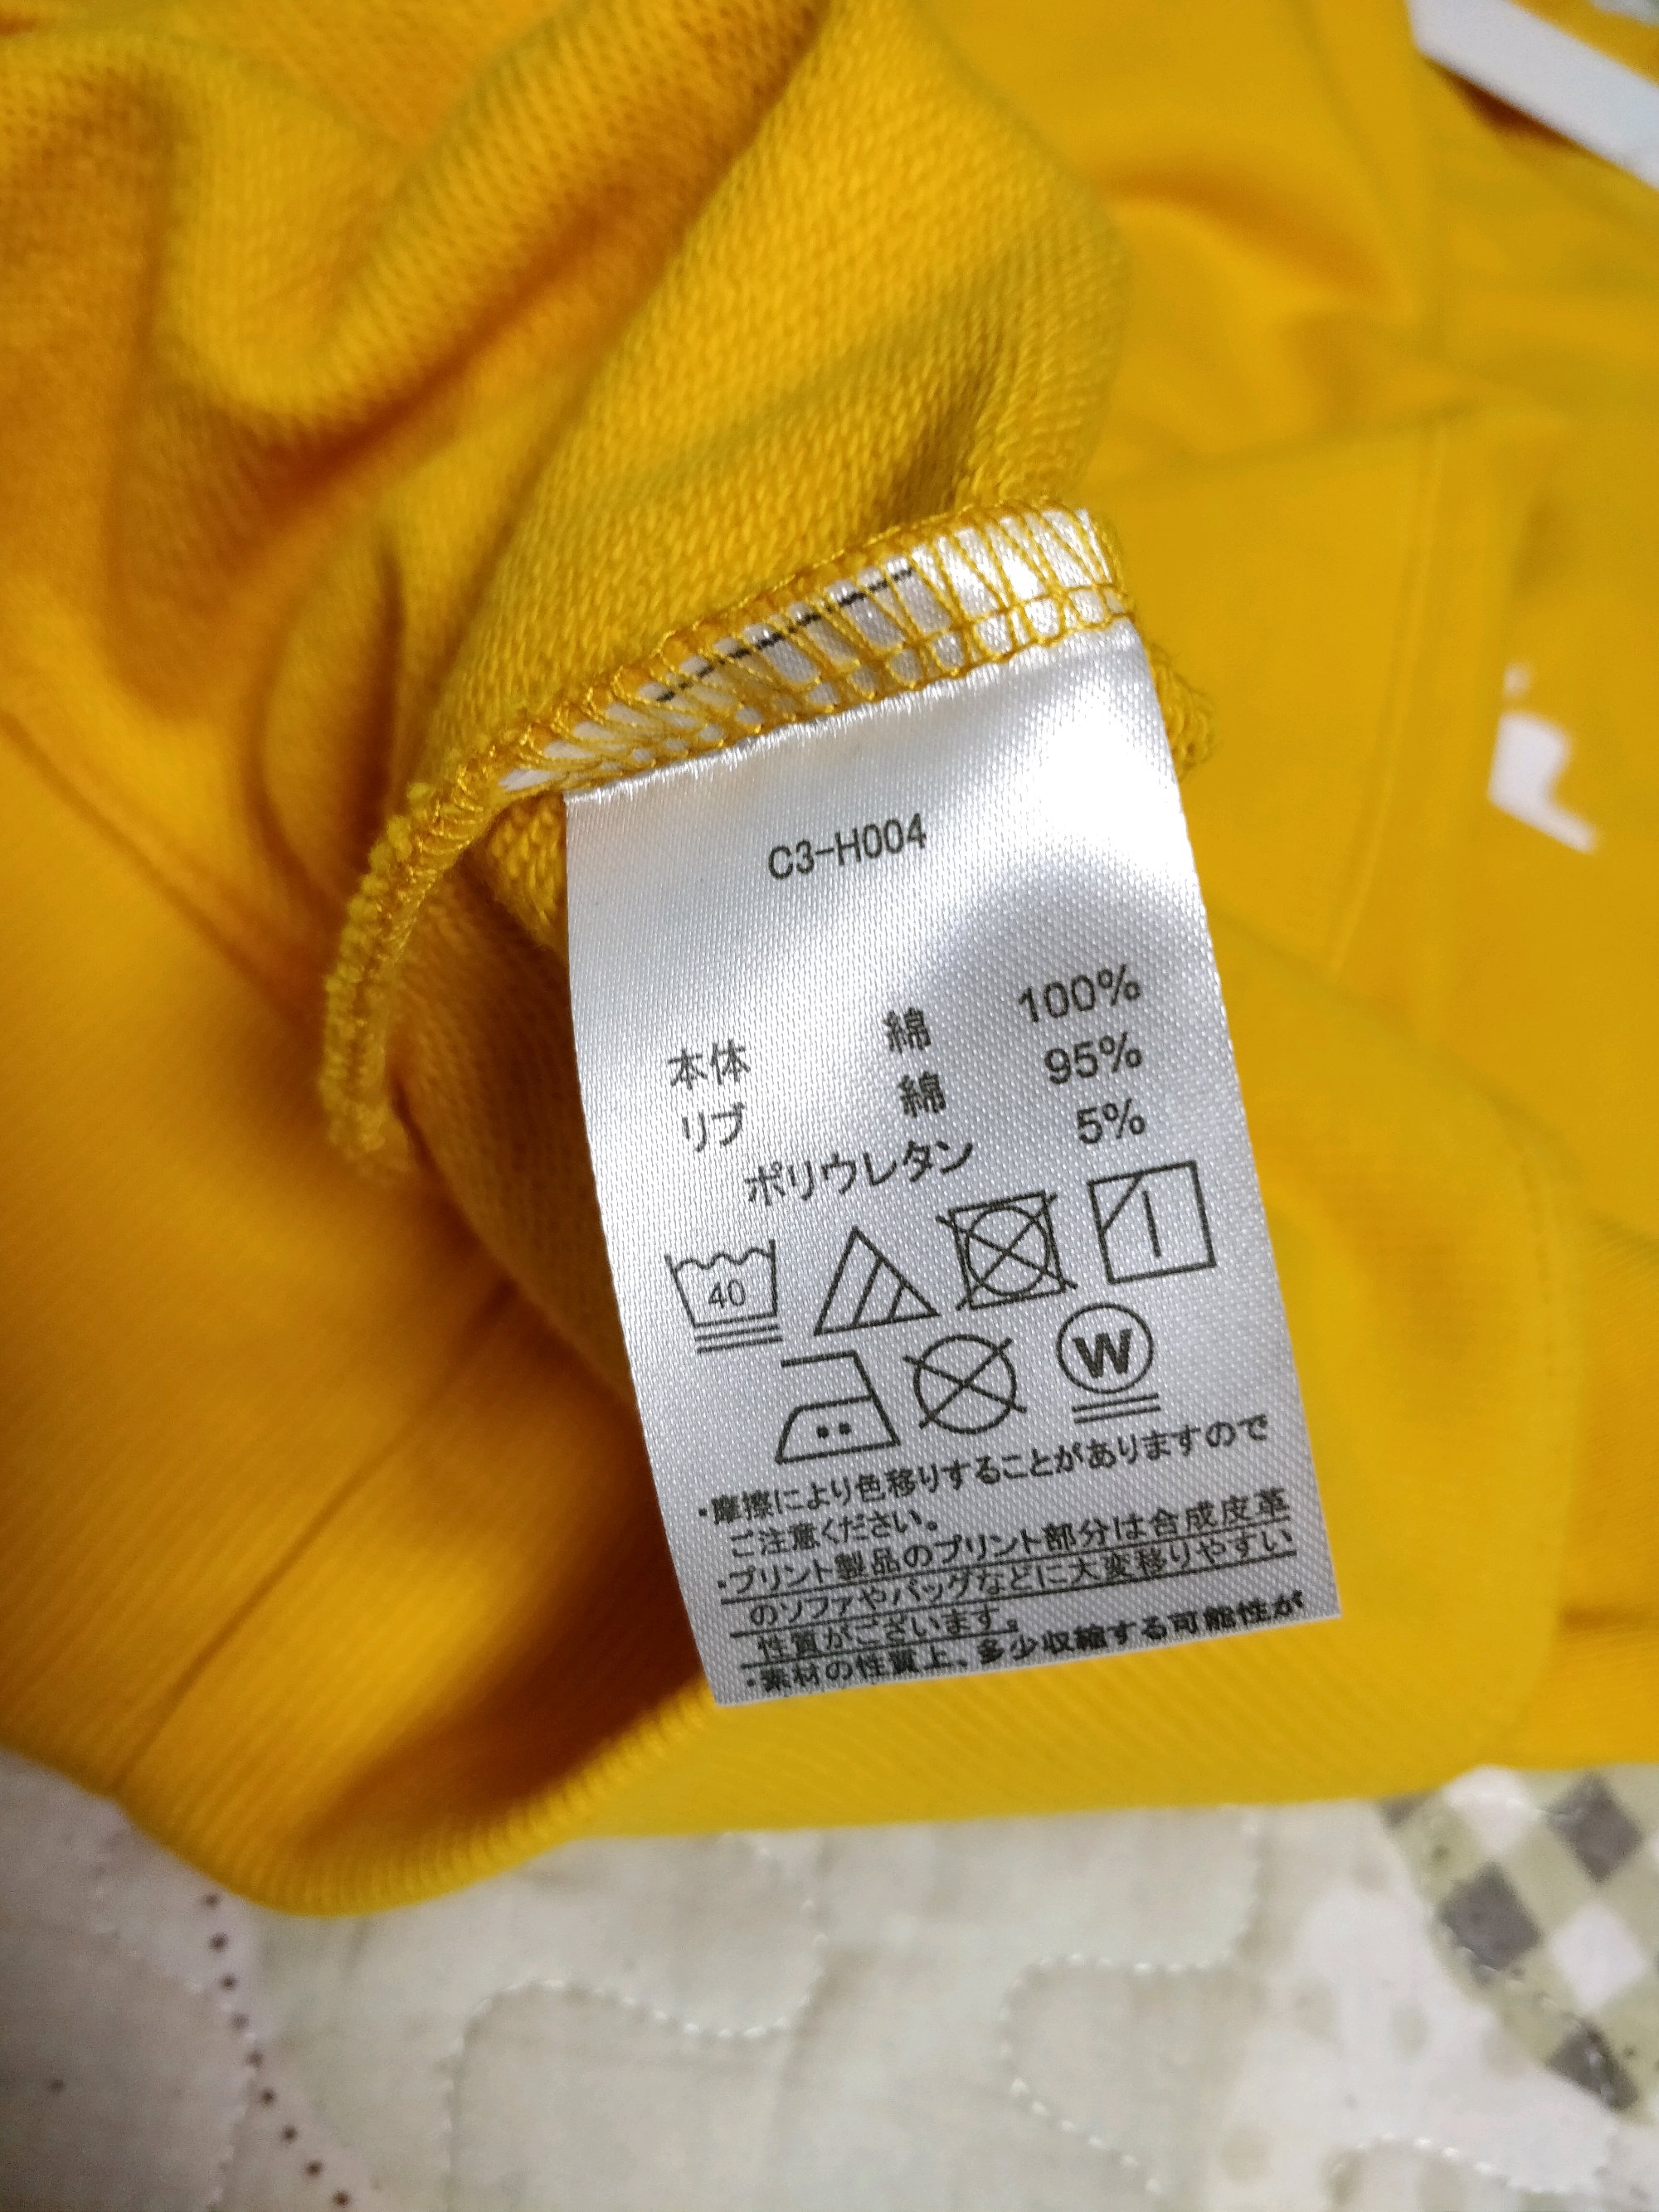 C3-H004
本体 綿 100%
リブ 綿 95%
ポリウレタン 5%
40
W
・摩擦により色移りすることがありますので
ご注意ください。
・プリント製品のプリント部分は合成皮革
のソファやバッグなどに大変移りやすい
性質がございます。
・素材の性質上、多少収縮する可能性が